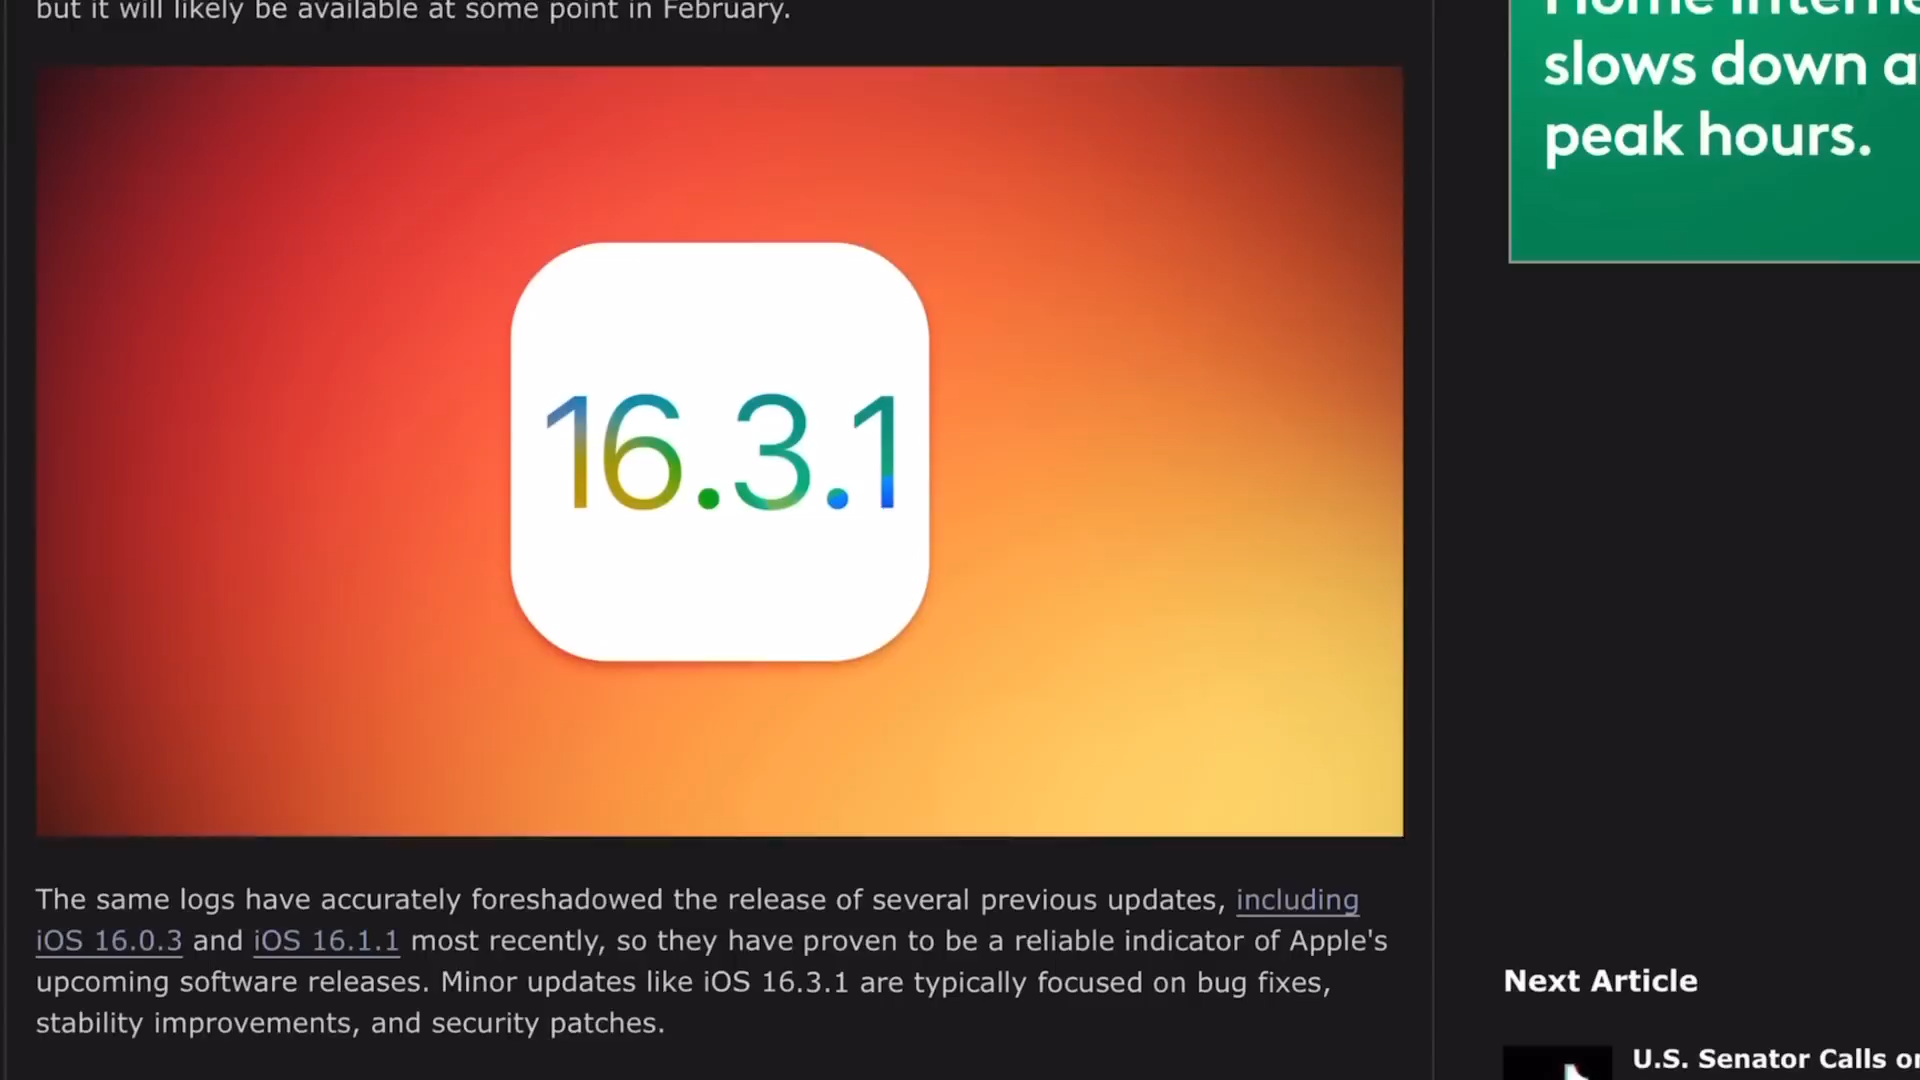 but it will likely be available at some point in February.
16.3.1
The same logs have accurately foreshadowed the release of several previous updates, including
iOS 16.0.3 and iOS 16.1.1 most recently, so they have proven to be a reliable indicator of Apple's
upcoming software releases. Minor updates like iOS 16.3.1 are typically focused on bug fixes,
stability improvements, and security patches.
Home
slows down
peak hours.
Next Article
U.S. Senator Calls